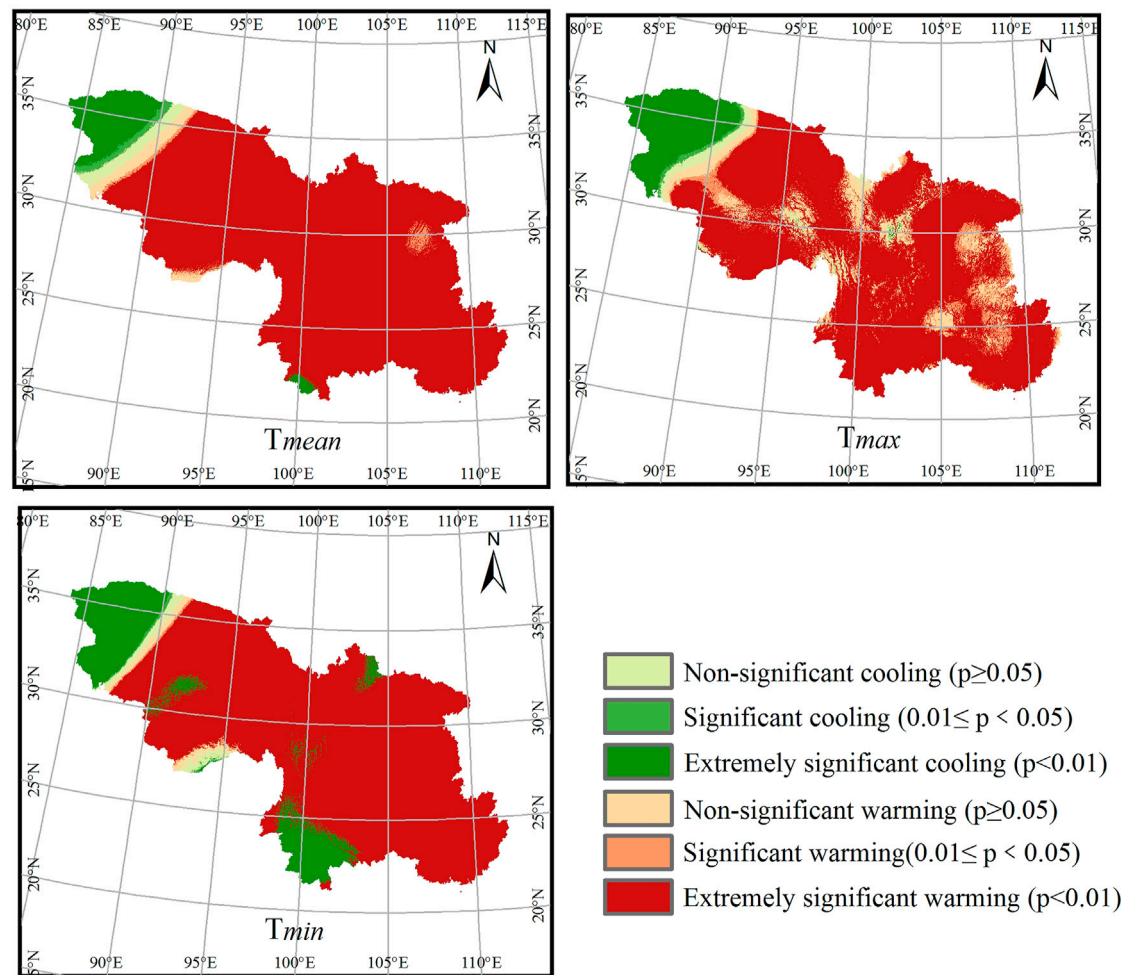 80°E 85°E 90°E 95°E 100°E 105°E 110°E 115°E
N
35°N 35°N
30°N 30°N
25°N 25°N
20°N 20°N
Tmean
15°N
90°E 95°E 100°E 105°E 110°E
80°E 85°E 90°E 95°E 100°E 105°E 110°E 115°E
N
35°N 35°N
30°N 30°N
25°N 25°N
20°N 20°N
Tmax
15°N
90°E 95°E 100°E 105°E 110°E
80°E 85°E 90°E 95°E 100°E 105°E 110°E 115°E
N
35°N 35°N
30°N 30°N
25°N 25°N
20°N 20°N
Tmin
90°E 95°E 100°E 105°E 110°E
Non-significant cooling (p≥0.05)
Significant cooling (0.01≤ p < 0.05)
Extremely significant cooling (p<0.01)
Non-significant warming (p≥0.05)
Significant warming(0.01≤ p < 0.05)
Extremely significant warming (p<0.01)